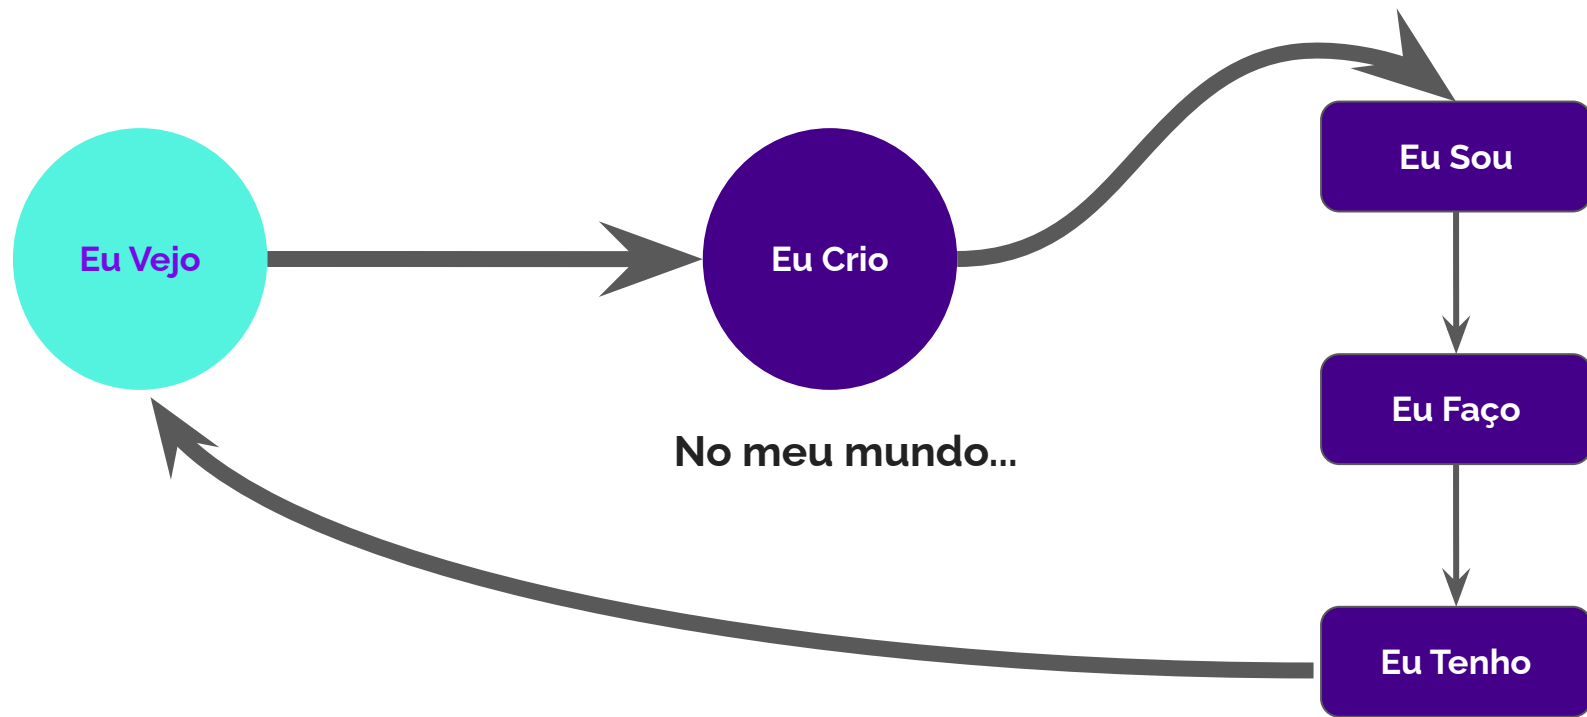 Eu Vejo
Eu Crio
No meu mundo...
Eu Sou
Eu Faço
Eu Tenho